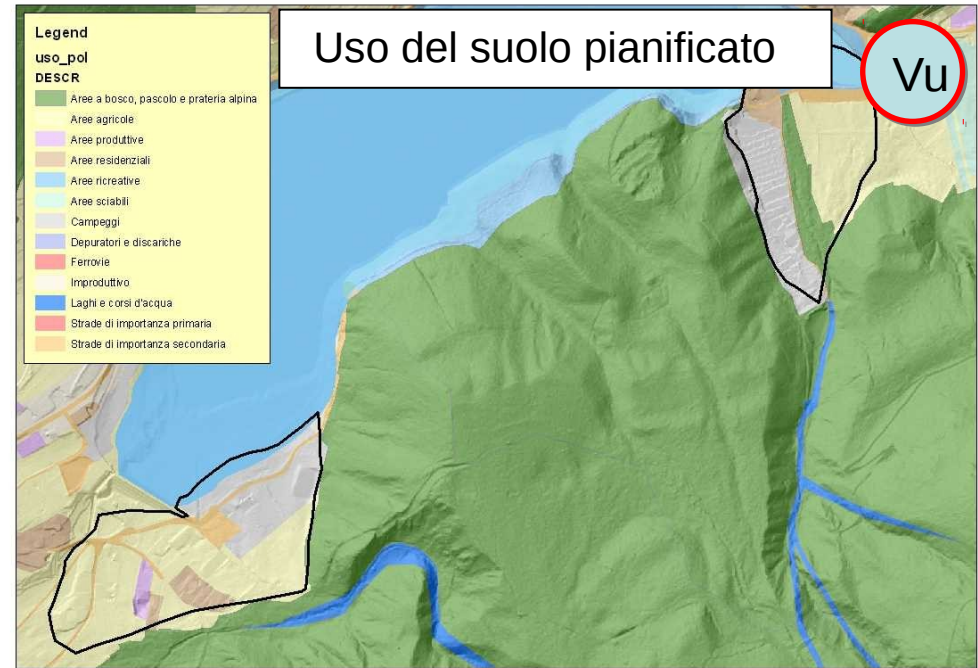 Uso del suolo pianificato
Vu
Legend
uso_pol
DESCR
Aree a bosco, pascolo e prateria alpina
Aree agricole
Aree produttive
Aree residenziali
Aree ricreative
Aree sciabili
Campeggi
Depuratori e discariche
Ferrovie
Improduttivo
Laghi e corsi d'acqua
Strade di importanza primaria
Strade di importanza secondaria